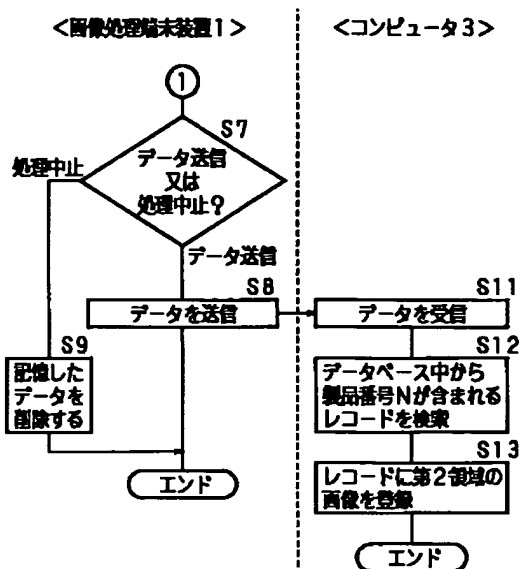 <画像処理端末装置1>
<コンピュータ3>
1
S7
データ送信
又は
処理中止?
処理中止
データ送信
S8
データを送信
S9
記憶した
データを
削除する
エンド
S11
データを受信
S12
データベース中から
製品番号Nが含まれる
レコードを検索
S13
レコードに第2領域の
画像を登録
エンド